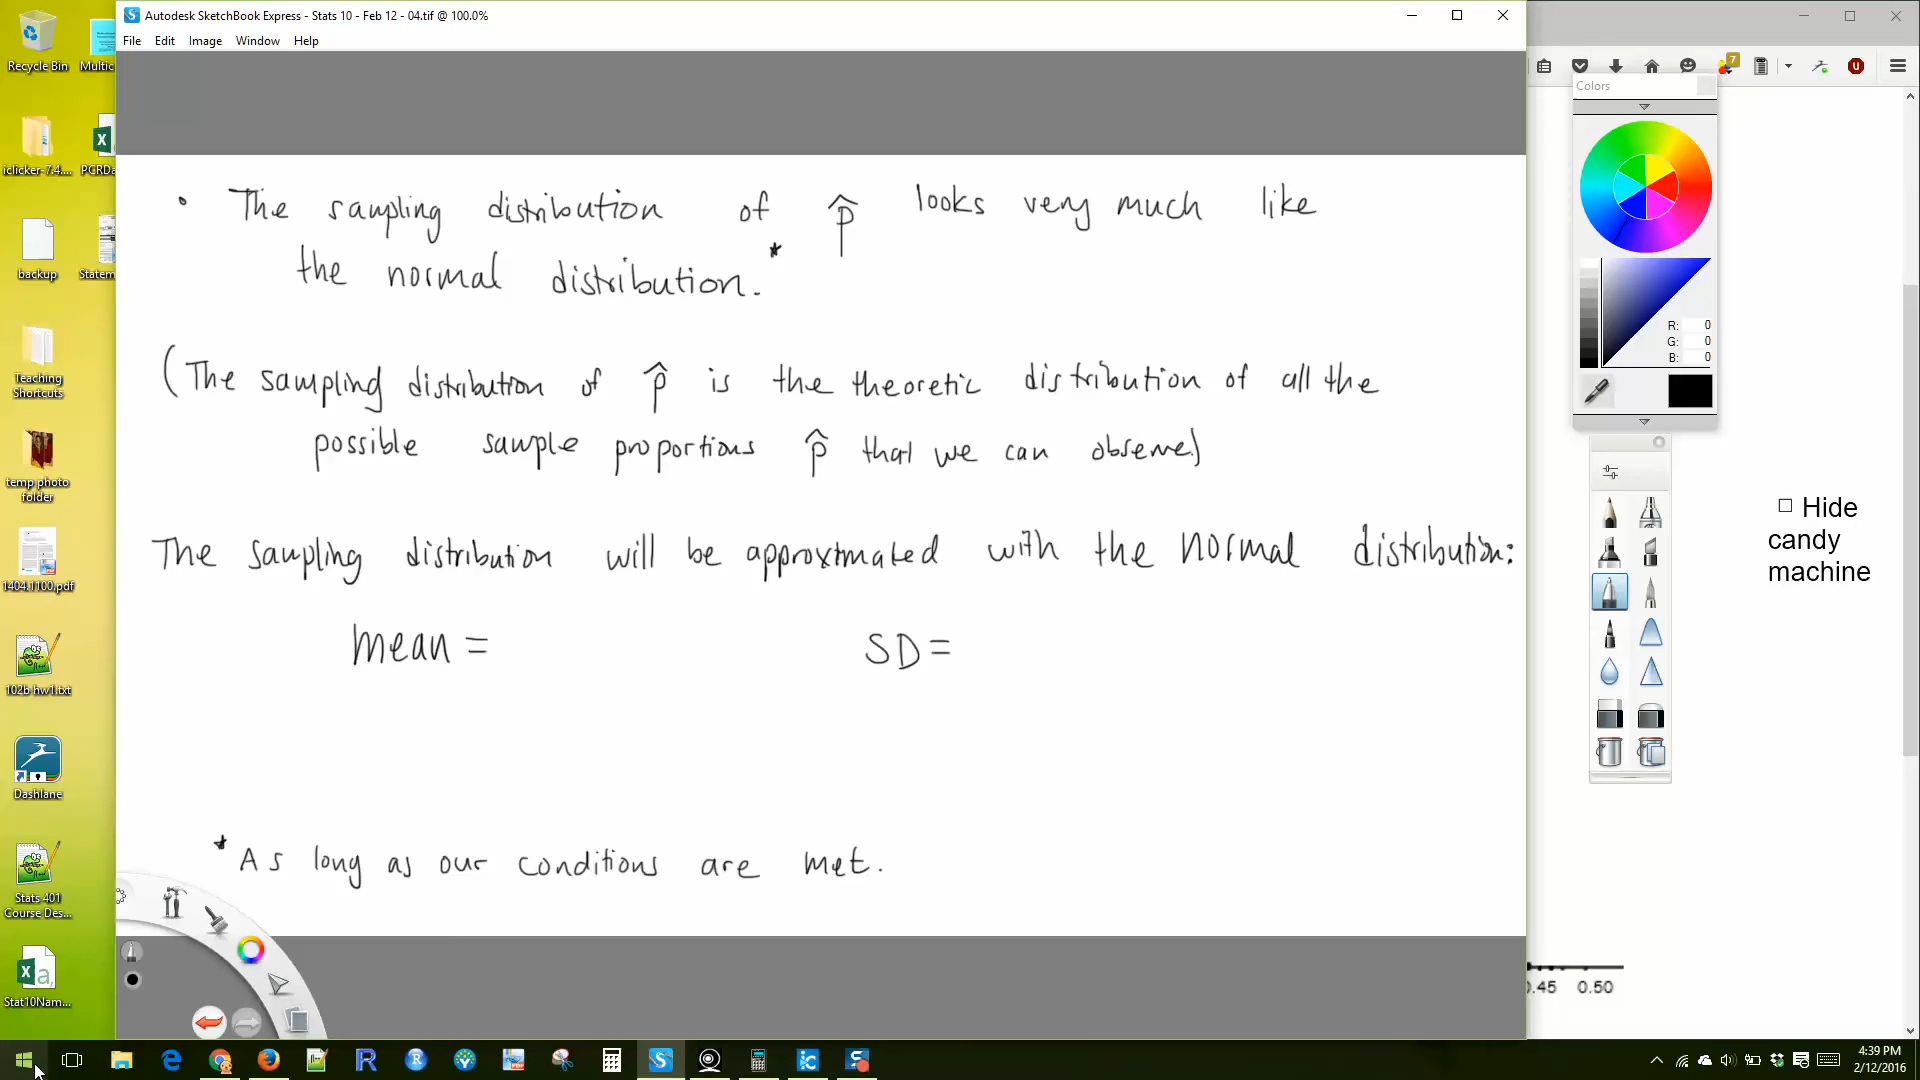 Autodesk SketchBook Express - Stats 10 - Feb 12 - 04.tif @ 100.0%
File Edit Image Window Help
Recycle Bin
Multic
iclicker-7.4....
PCRDa
backup
Statem
Teaching Shortcuts
temp photo folder
1404.1100.pdf
102b hw1.txt
Dashlane
Stats 401 Course Des...
Stat10Nam...
• The sampling distribution of p̂ looks very much like
the normal distribution.*
(The sampling distribution of p̂ is the theoretic distribution of all the
possible sample proportions p̂ that we can observe)
The sampling distribution will be approximated with the normal distribution:
mean = SD =
* As long as our conditions are met.
7
Colors
R: 0
G: 0
B: 0
Hide
candy
machine
0.45 0.50
4:39 PM
2/12/2016